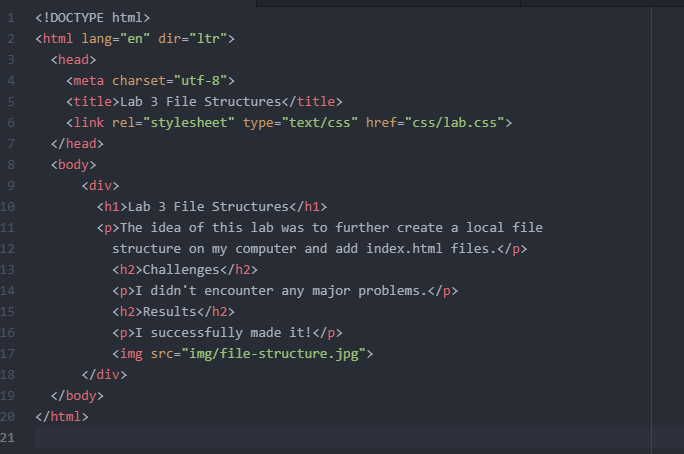 1 <!DOCTYPE html>
2 <html lang="en" dir="ltr">
3   <head>
4     <meta charset="utf-8">
5     <title>Lab 3 File Structures</title>
6     <link rel="stylesheet" type="text/css" href="css/lab.css">
7   </head>
8   <body>
9       <div>
10         <h1>Lab 3 File Structures</h1>
11         <p>The idea of this lab was to further create a local file
12           structure on my computer and add index.html files.</p>
13           <h2>Challenges</h2>
14           <p>I didn't encounter any major problems.</p>
15           <h2>Results</h2>
16           <p>I successfully made it!</p>
17           <img src="img/file-structure.jpg">
18       </div>
19   </body>
20 </html>
21